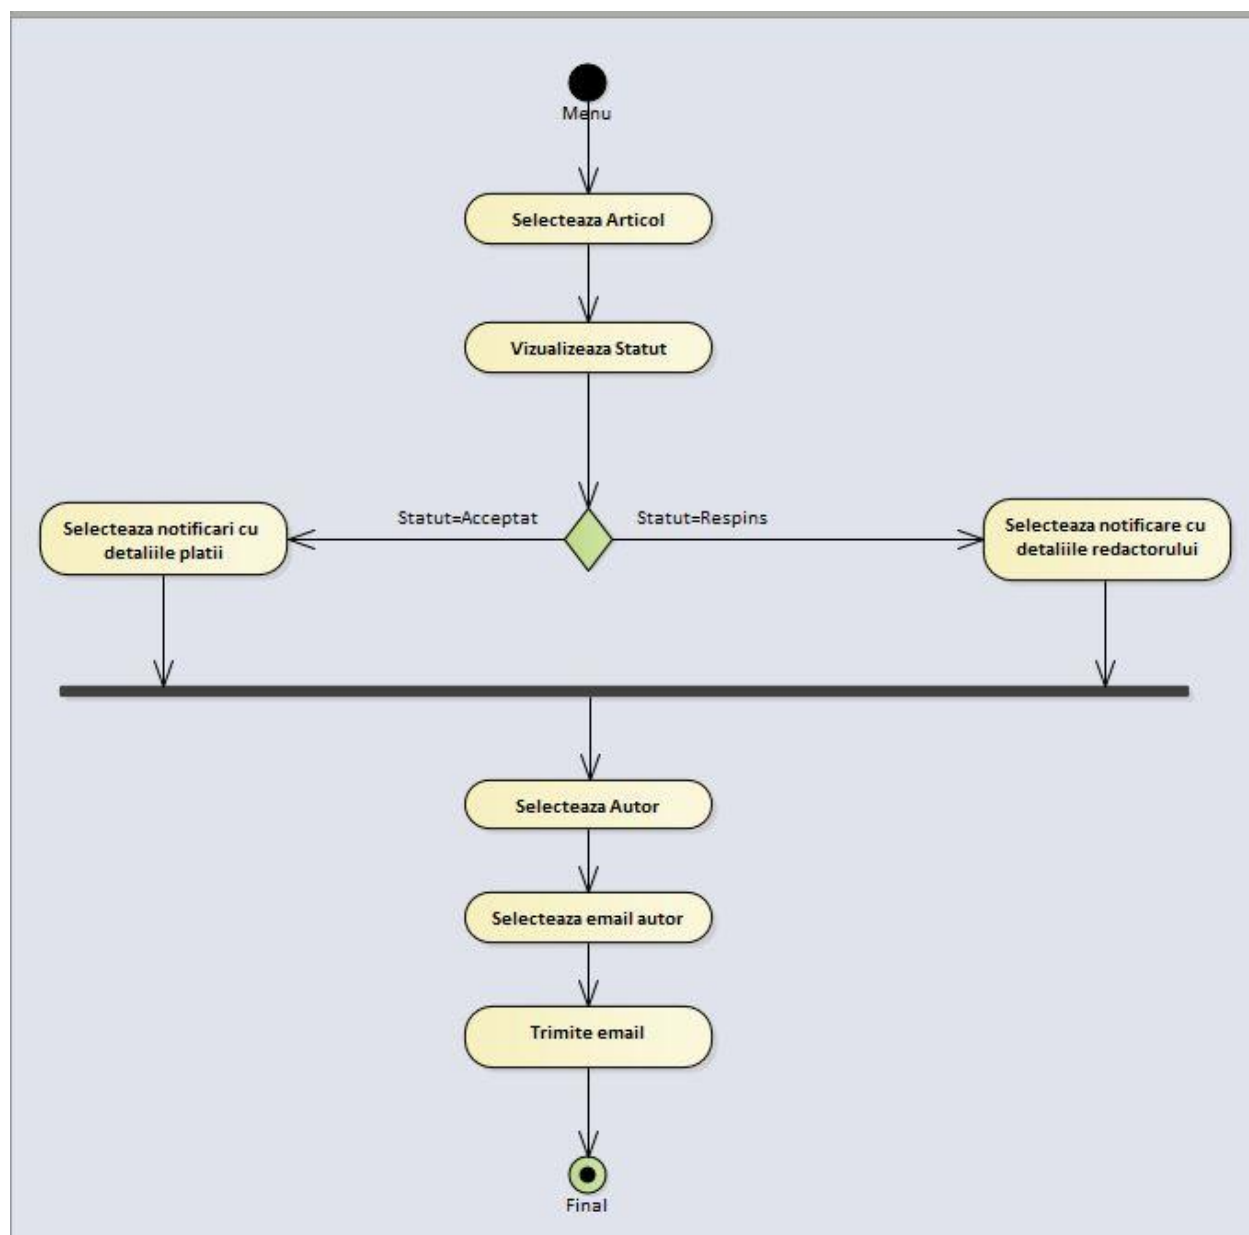 Menu
Selecteaza Articol
Vizualizeaza Statut
Statut=Acceptat
Statut=Respins
Selecteaza notificari cu
detaliile platii
Selecteaza notificare cu
detaliile redactorului
Selecteaza Autor
Selecteaza email autor
Trimite email
Final